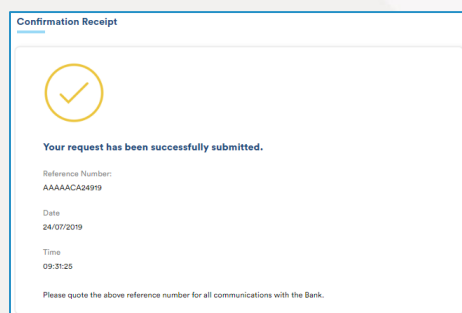 Confirmation Receipt
Your request has been successfully submitted.
Reference Number:
AAAAACA24919
Date
24/07/2019
Time
09:31:25
Please quote the above reference number for all communications with the Bank.